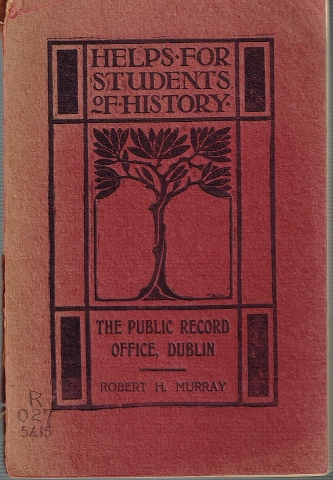 HELPS·FOR
STUDENTS
OF·HISTORY·
THE PUBLIC RECORD
OFFICE, DUBLIN
ROBERT H. MURRAY
R
027
5415